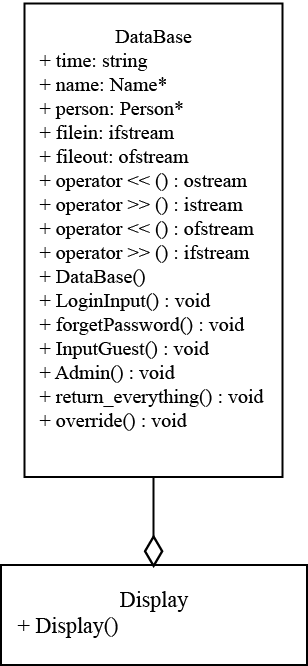 DataBase
+ time: string
+ name: Name*
+ person: Person*
+ filein: ifstream
+ fileout: ofstream
+ operator << () : ostream
+ operator >> () : istream
+ operator << () : ofstream
+ operator >> () : ifstream
+ DataBase()
+ LoginInput() : void
+ forgetPassword() : void
+ InputGuest() : void
+ Admin() : void
+ return_everything() : void
+ override() : void
Display
+ Display()